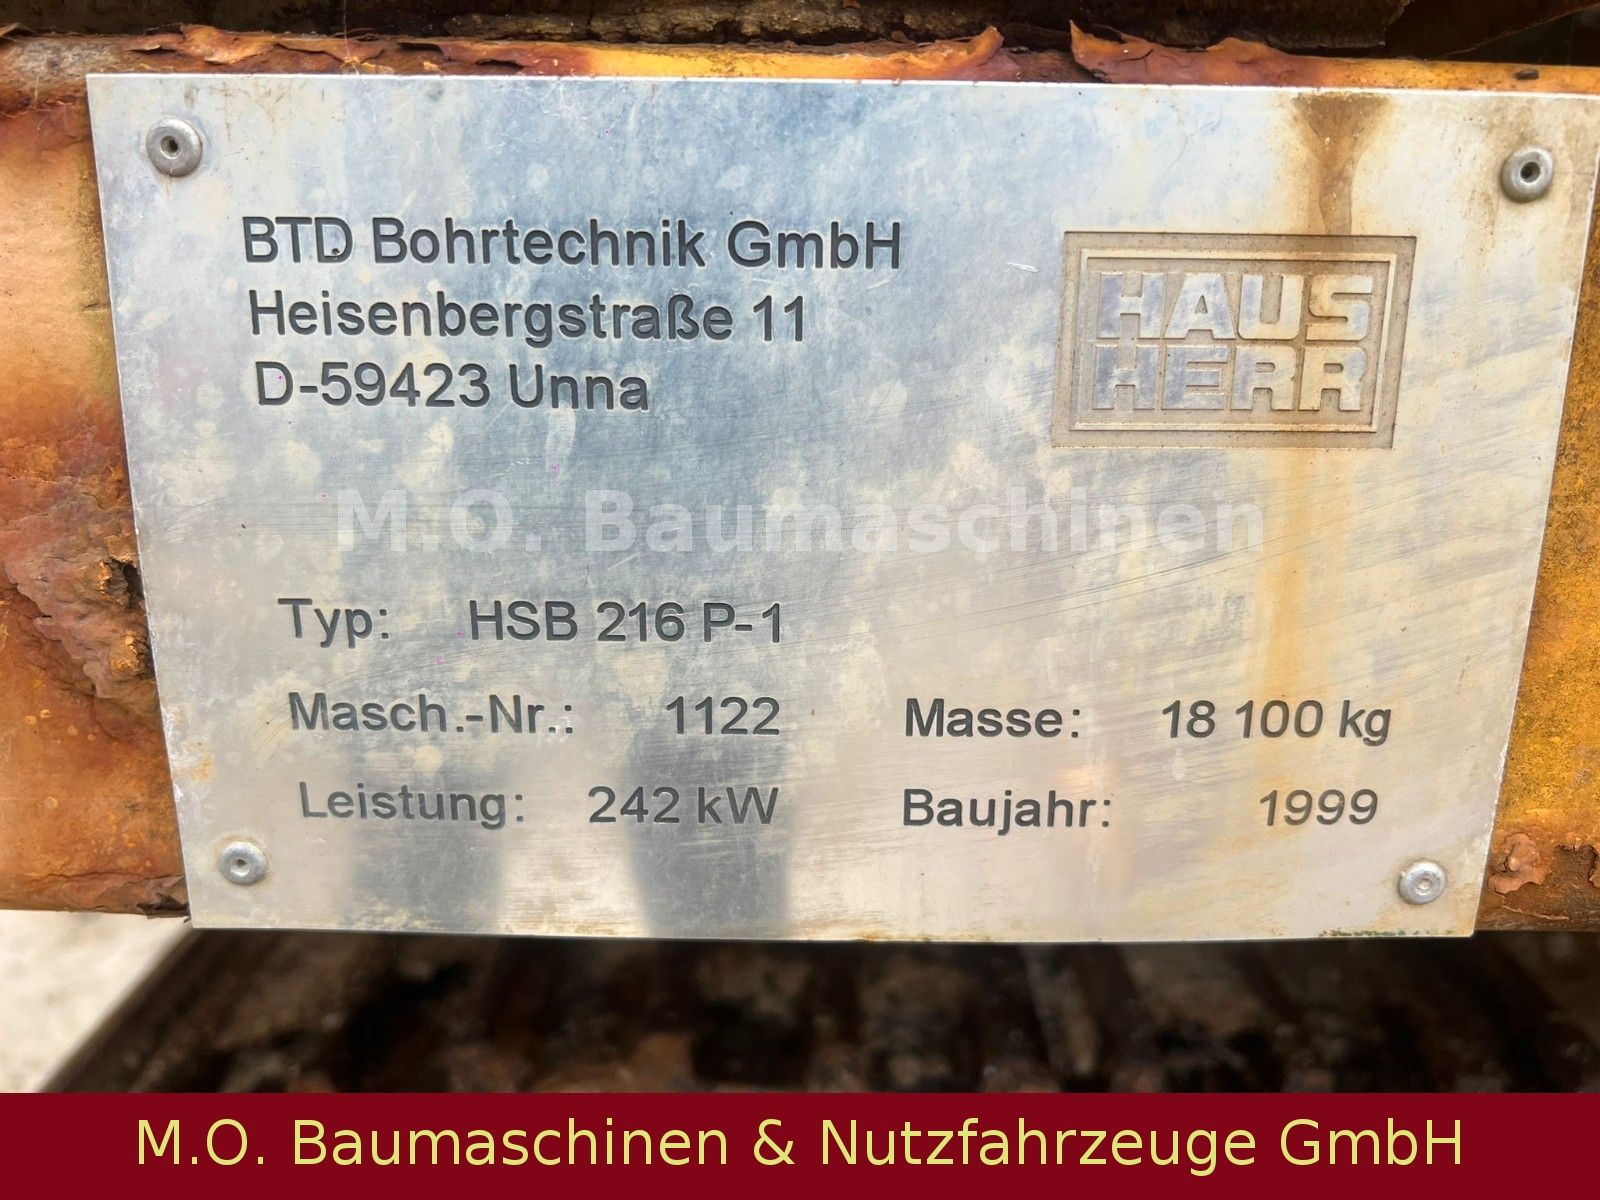 BTD Bohrtechnik GmbH
Heisenbergstraße 11
D-59423 Unna
HAUS
HERR
M.O. Baumaschinen
Typ: HSB 216 P-1
Masch.-Nr.: 1122 Masse: 18 100 kg
Leistung: 242 kW Baujahr: 1999
M.O. Baumaschinen & Nutzfahrzeuge GmbH